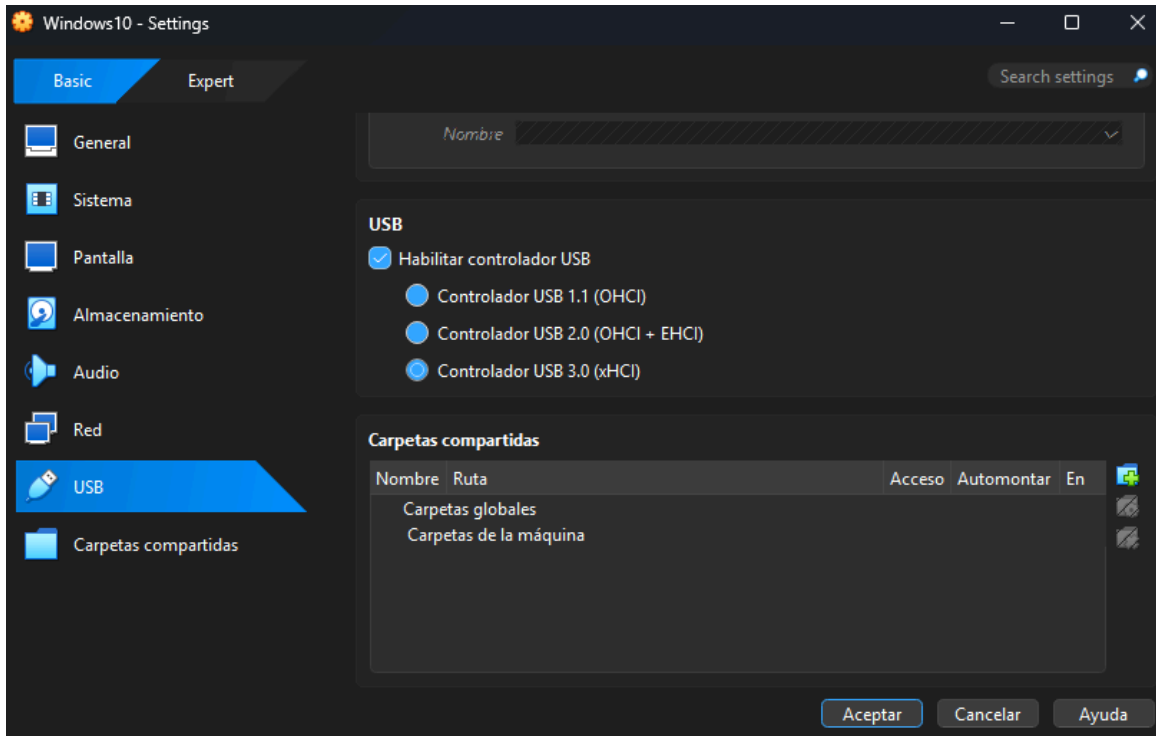 Windows10 - Settings
Basic
Expert
Search settings
General
Sistema
Pantalla
Almacenamiento
Audio
Red
USB
Carpetas compartidas
Nombre
USB
Habilitar controlador USB
Controlador USB 1.1 (OHCI)
Controlador USB 2.0 (OHCI + EHCI)
Controlador USB 3.0 (xHCI)
Carpetas compartidas
Nombre Ruta Acceso Automontar En
Carpetas globales
Carpetas de la máquina
Aceptar Cancelar Ayuda